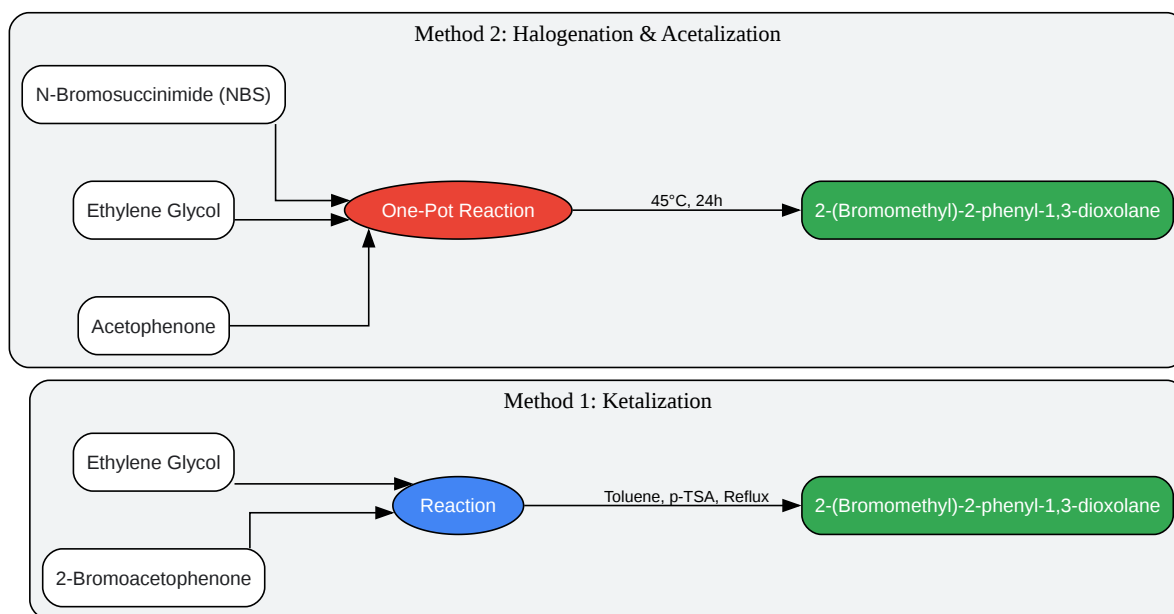 Method 2: Halogenation & Acetalization
N-Bromosuccinimide (NBS)
Ethylene Glycol
Acetophenone
One-Pot Reaction
45°C, 24h
2-(Bromomethyl)-2-phenyl-1,3-dioxolane
Method 1: Ketalization
Ethylene Glycol
2-Bromoacetophenone
Reaction
Toluene, p-TSA, Reflux
2-(Bromomethyl)-2-phenyl-1,3-dioxolane